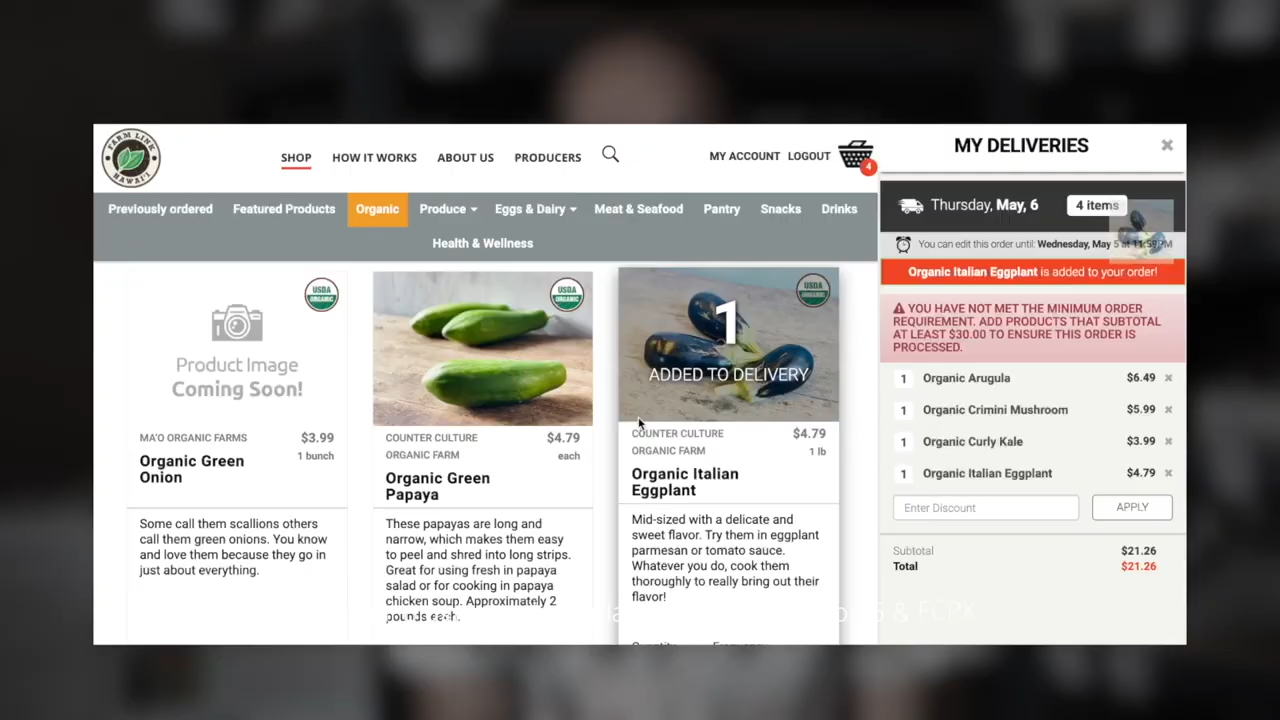 FARM LINK
HAWAI'I
SHOP
HOW IT WORKS
ABOUT US
PRODUCERS
MY ACCOUNT
LOGOUT
4
Previously ordered
Featured Products
Organic
Produce
Eggs & Dairy
Meat & Seafood
Pantry
Snacks
Drinks
Health & Wellness
USDA
ORGANIC
Product Image
Coming Soon!
MA'O ORGANIC FARMS
$3.99
1 bunch
Organic Green
Onion
Some call them scallions others
call them green onions. You know
and love them because they go in
just about everything.
USDA
ORGANIC
COUNTER CULTURE
ORGANIC FARM
$4.79
each
Organic Green
Papaya
These papayas are long and
narrow, which makes them easy
to peel and shred into long strips.
Great for using fresh in papaya
salad or for cooking in papaya
chicken soup. Approximately 2
pounds each.
USDA
ORGANIC
1
ADDED TO DELIVERY
COUNTER CULTURE
ORGANIC FARM
$4.79
1 lb
Organic Italian
Eggplant
Mid-sized with a delicate and
sweet flavor. Try them in eggplant
parmesan or tomato sauce.
Whatever you do, cook them
thoroughly to really bring out their
flavor!
MY DELIVERIES
Thursday, May, 6
4 items
You can edit this order until: Wednesday, May 5 at 11:59PM
Organic Italian Eggplant is added to your order!
YOU HAVE NOT MET THE MINIMUM ORDER
REQUIREMENT. ADD PRODUCTS THAT SUBTOTAL
AT LEAST $30.00 TO ENSURE THIS ORDER IS
PROCESSED.
1 Organic Arugula $6.49
1 Organic Crimini Mushroom $5.99
1 Organic Curly Kale $3.99
1 Organic Italian Eggplant $4.79
Enter Discount
APPLY
Subtotal $21.26
Total $21.26
& FCPX